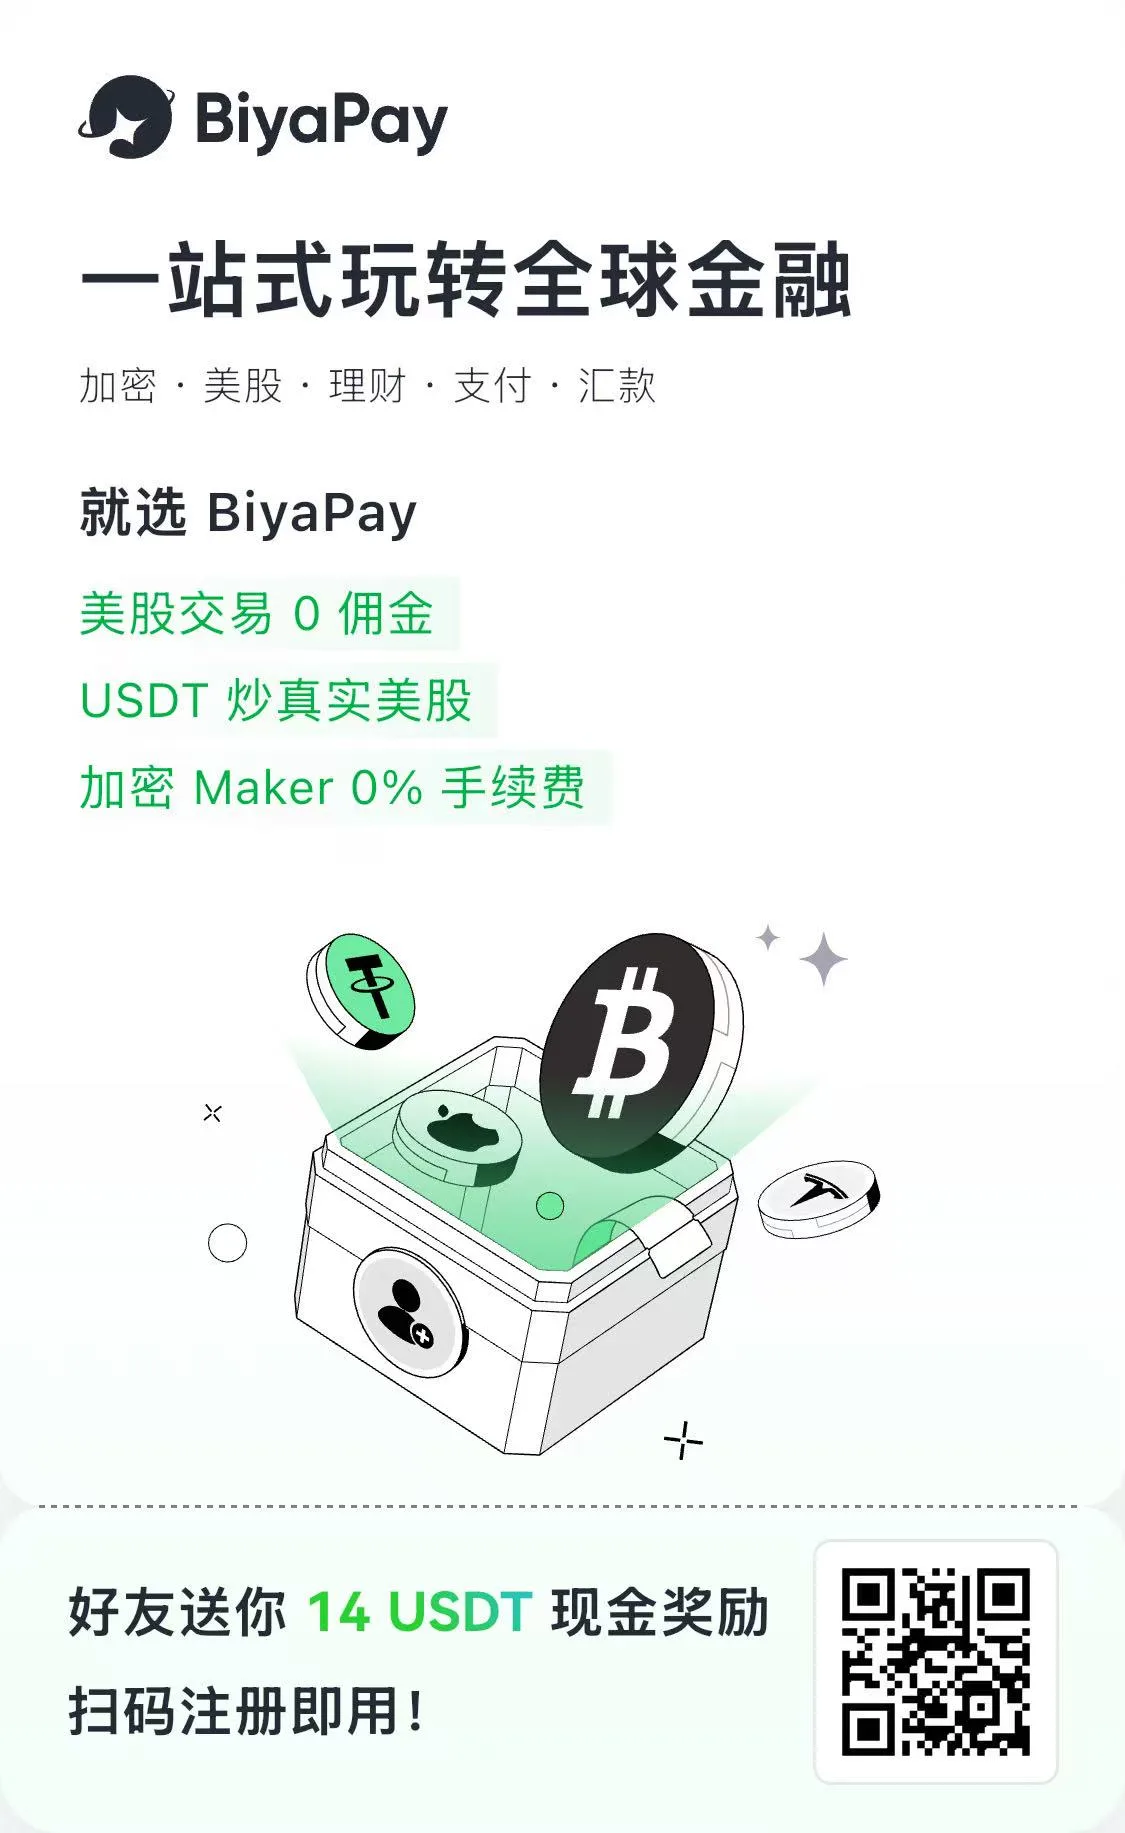 BiyaPay
一站式玩转全球金融
加密 · 美股 · 理财 · 支付 · 汇款
就选 BiyaPay
美股交易 0 佣金
USDT 炒真实美股
加密 Maker 0% 手续费
好友送你 14 USDT 现金奖励
扫码注册即用！